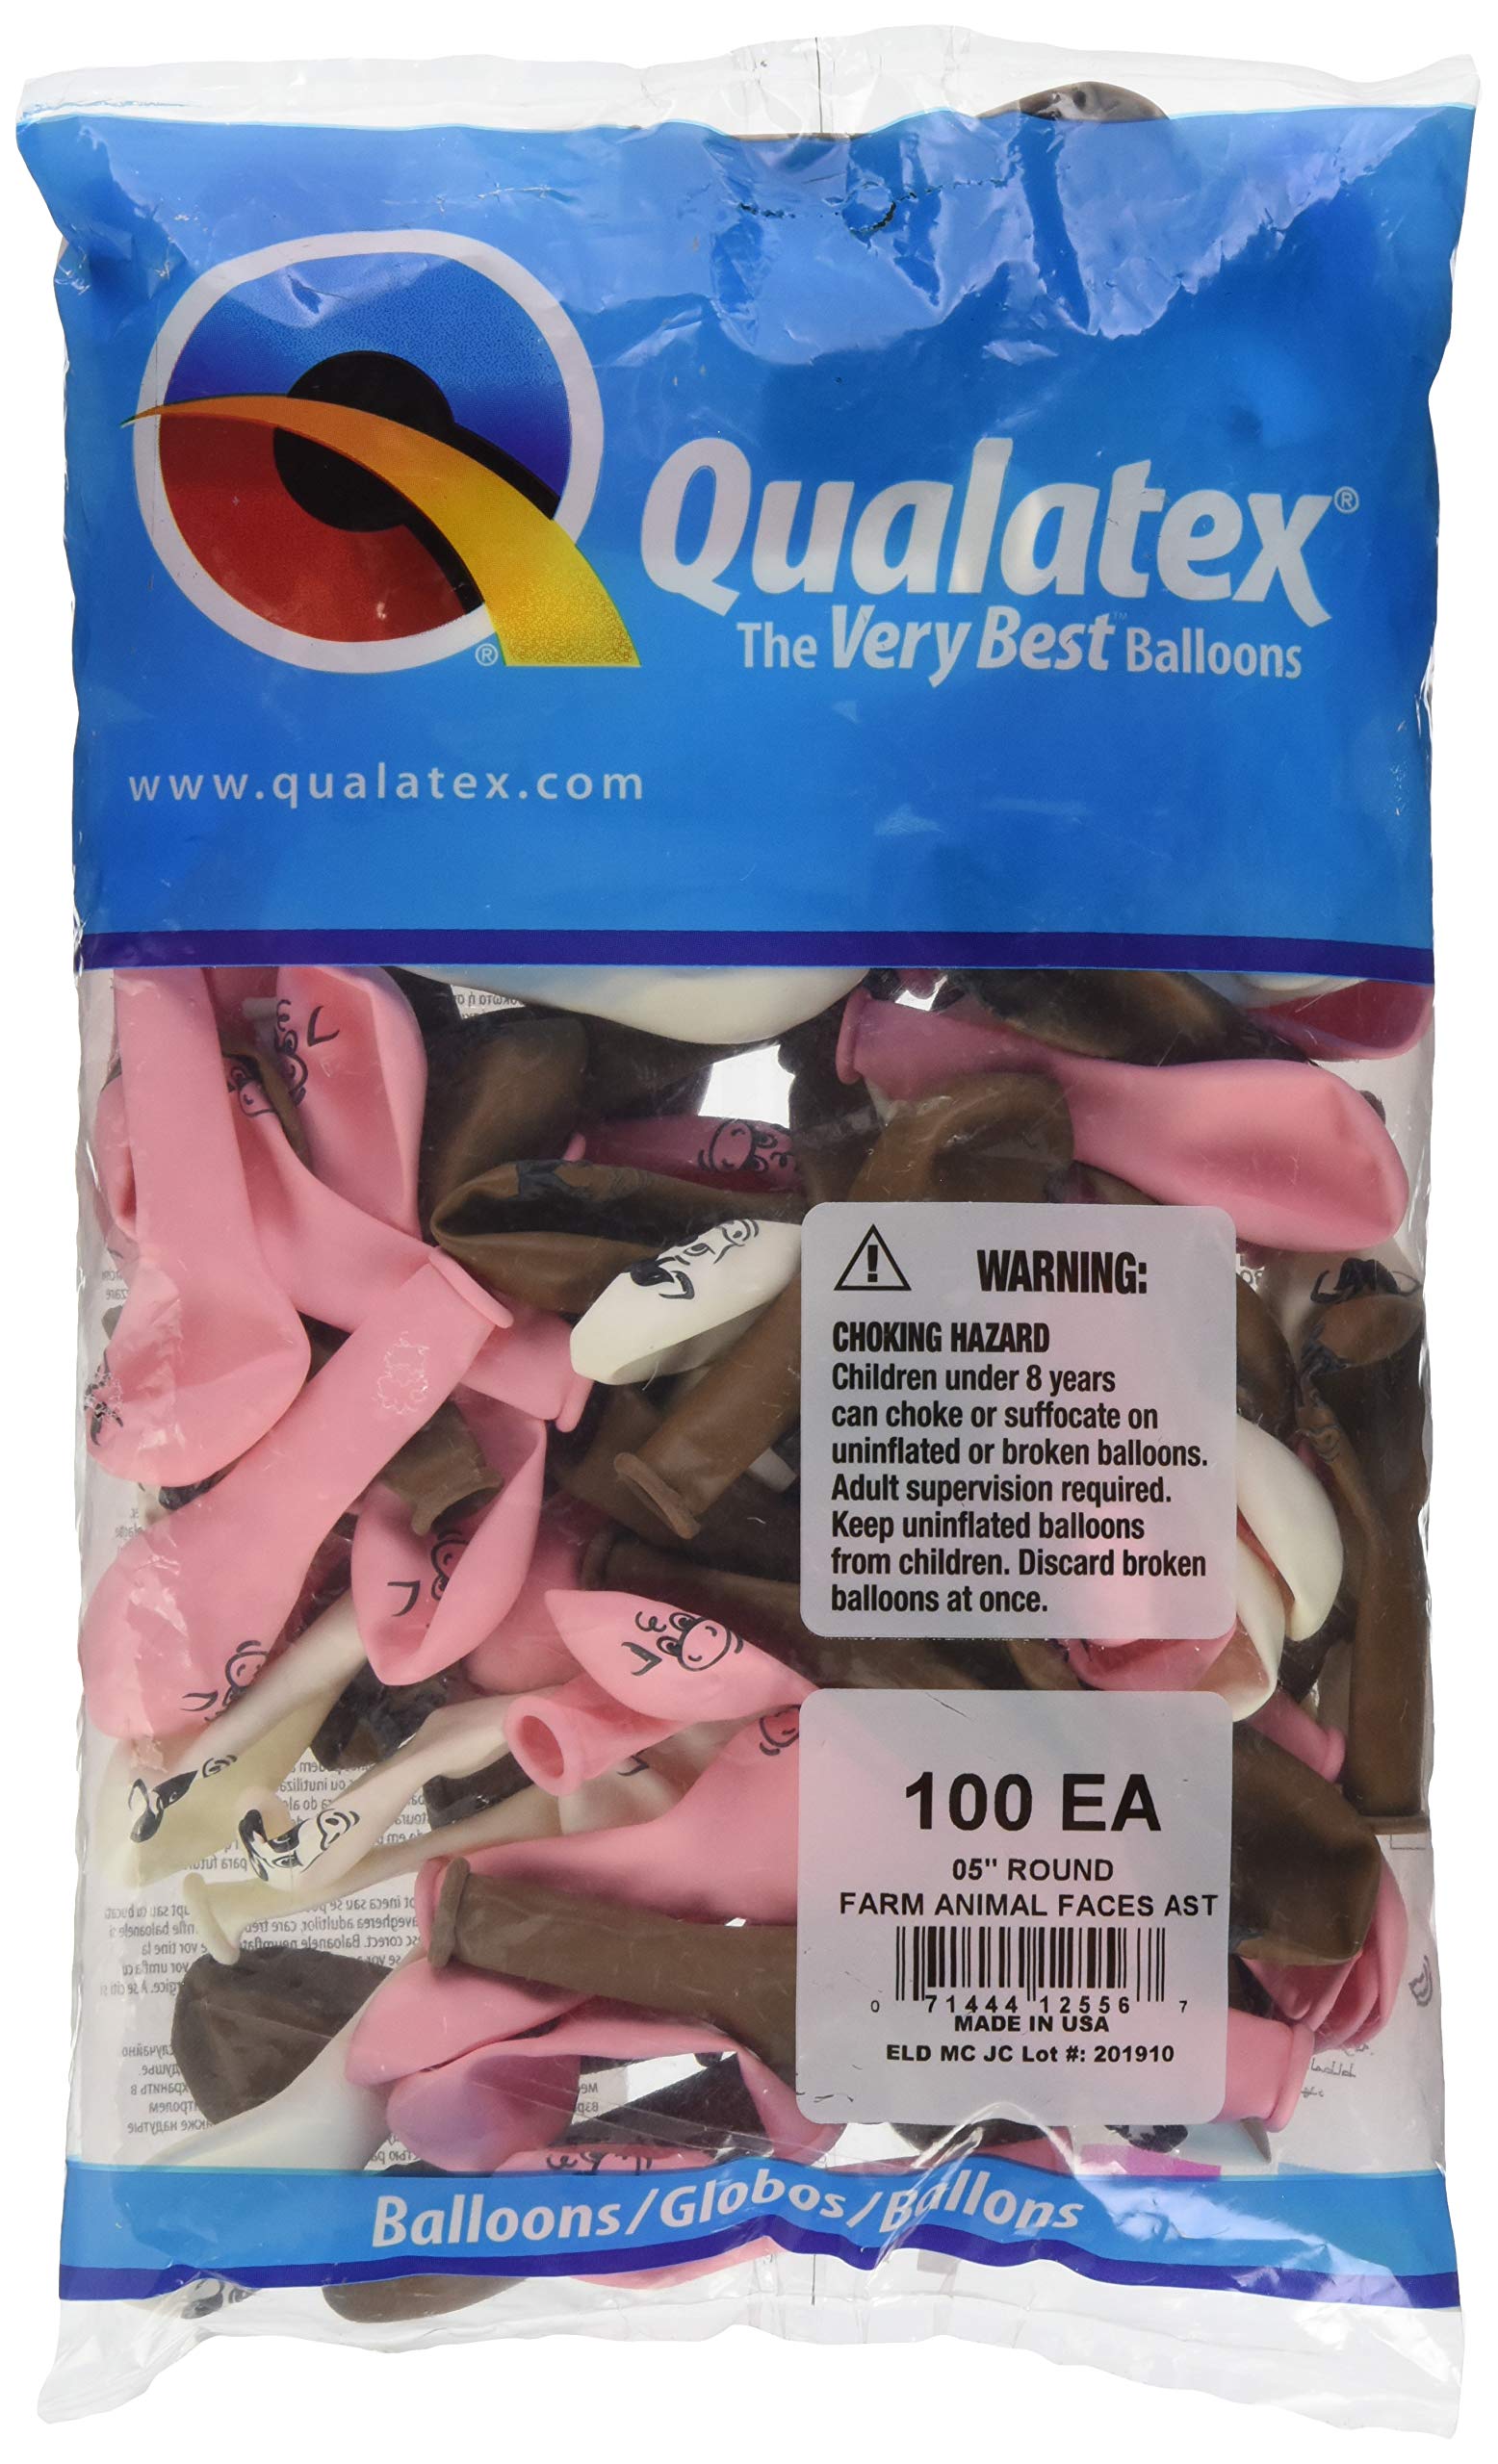 Qualatex®
The Very Best™ Balloons
®
www.qualatex.com
WARNING:
CHOKING HAZARD
Children under 8 years
can choke or suffocate on
uninflated or broken balloons.
Adult supervision required.
Keep uninflated balloons
from children. Discard broken
balloons at once.
100 EA
05" ROUND
FARM ANIMAL FACES AST
0 71444 12556 7
MADE IN USA
ELD MC JC Lot #: 201910
Balloons/Globos/Ballons